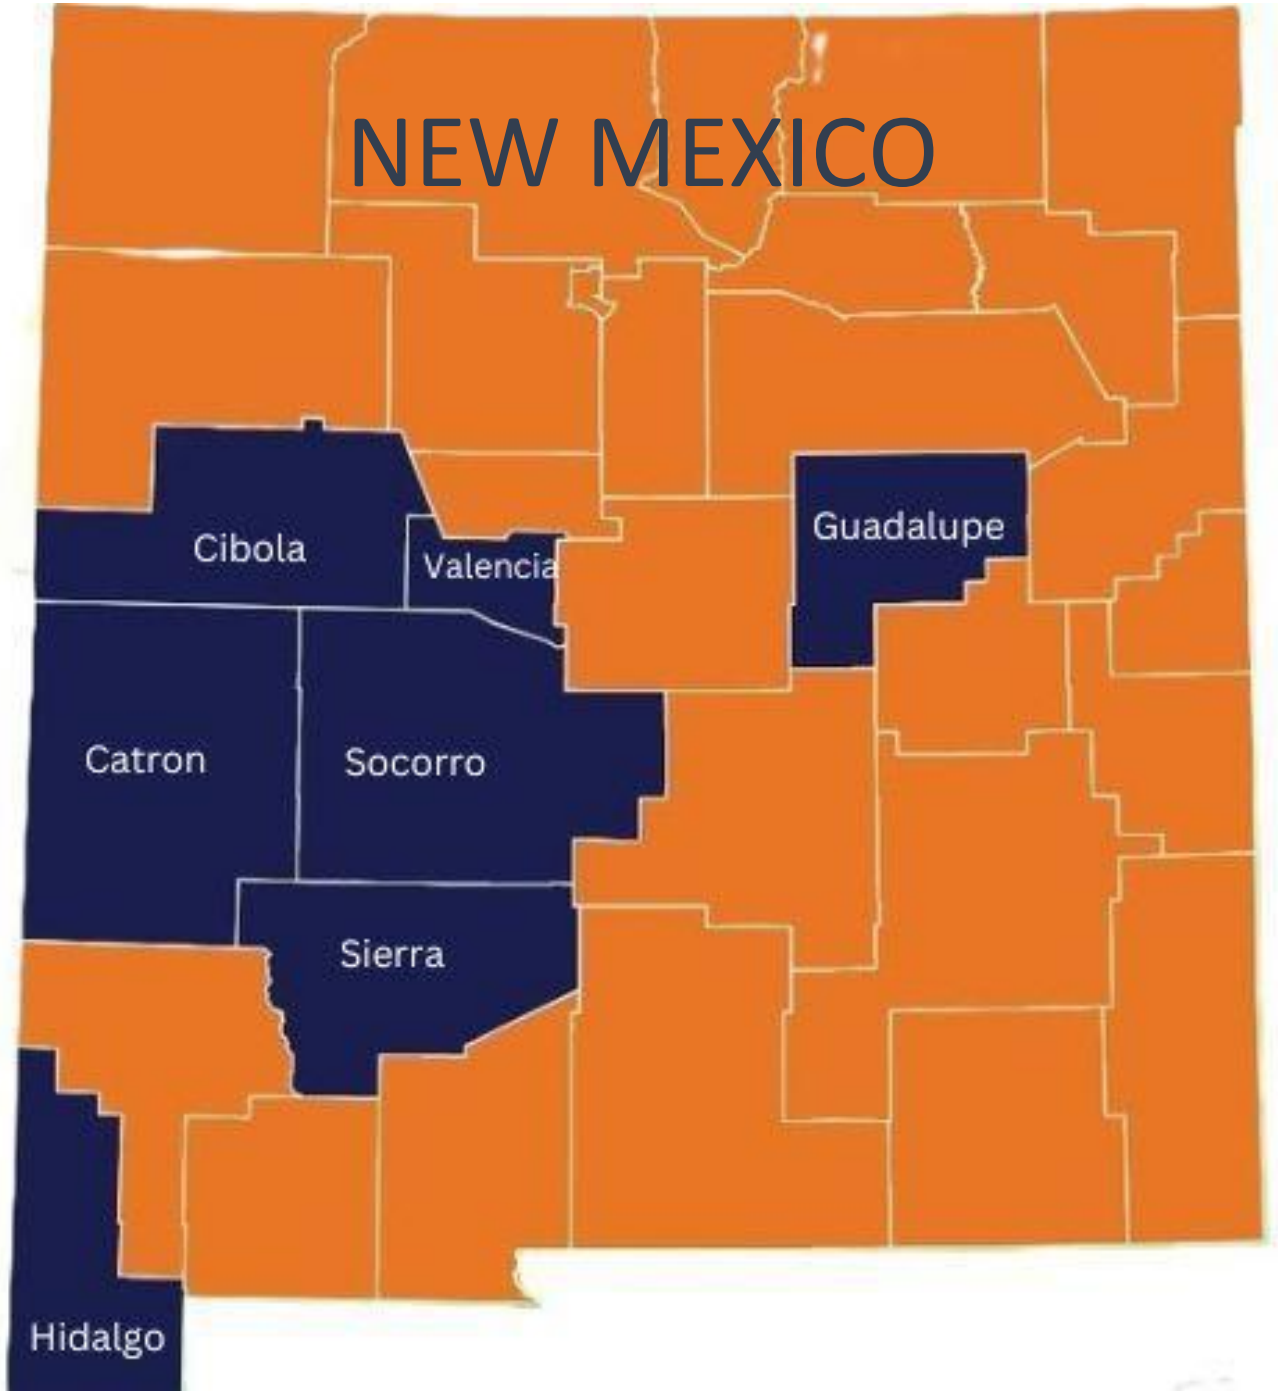 NEW MEXICO
Guadalupe
Cibola
Valencia
Catron
Socorro
Sierra
Hidalgo